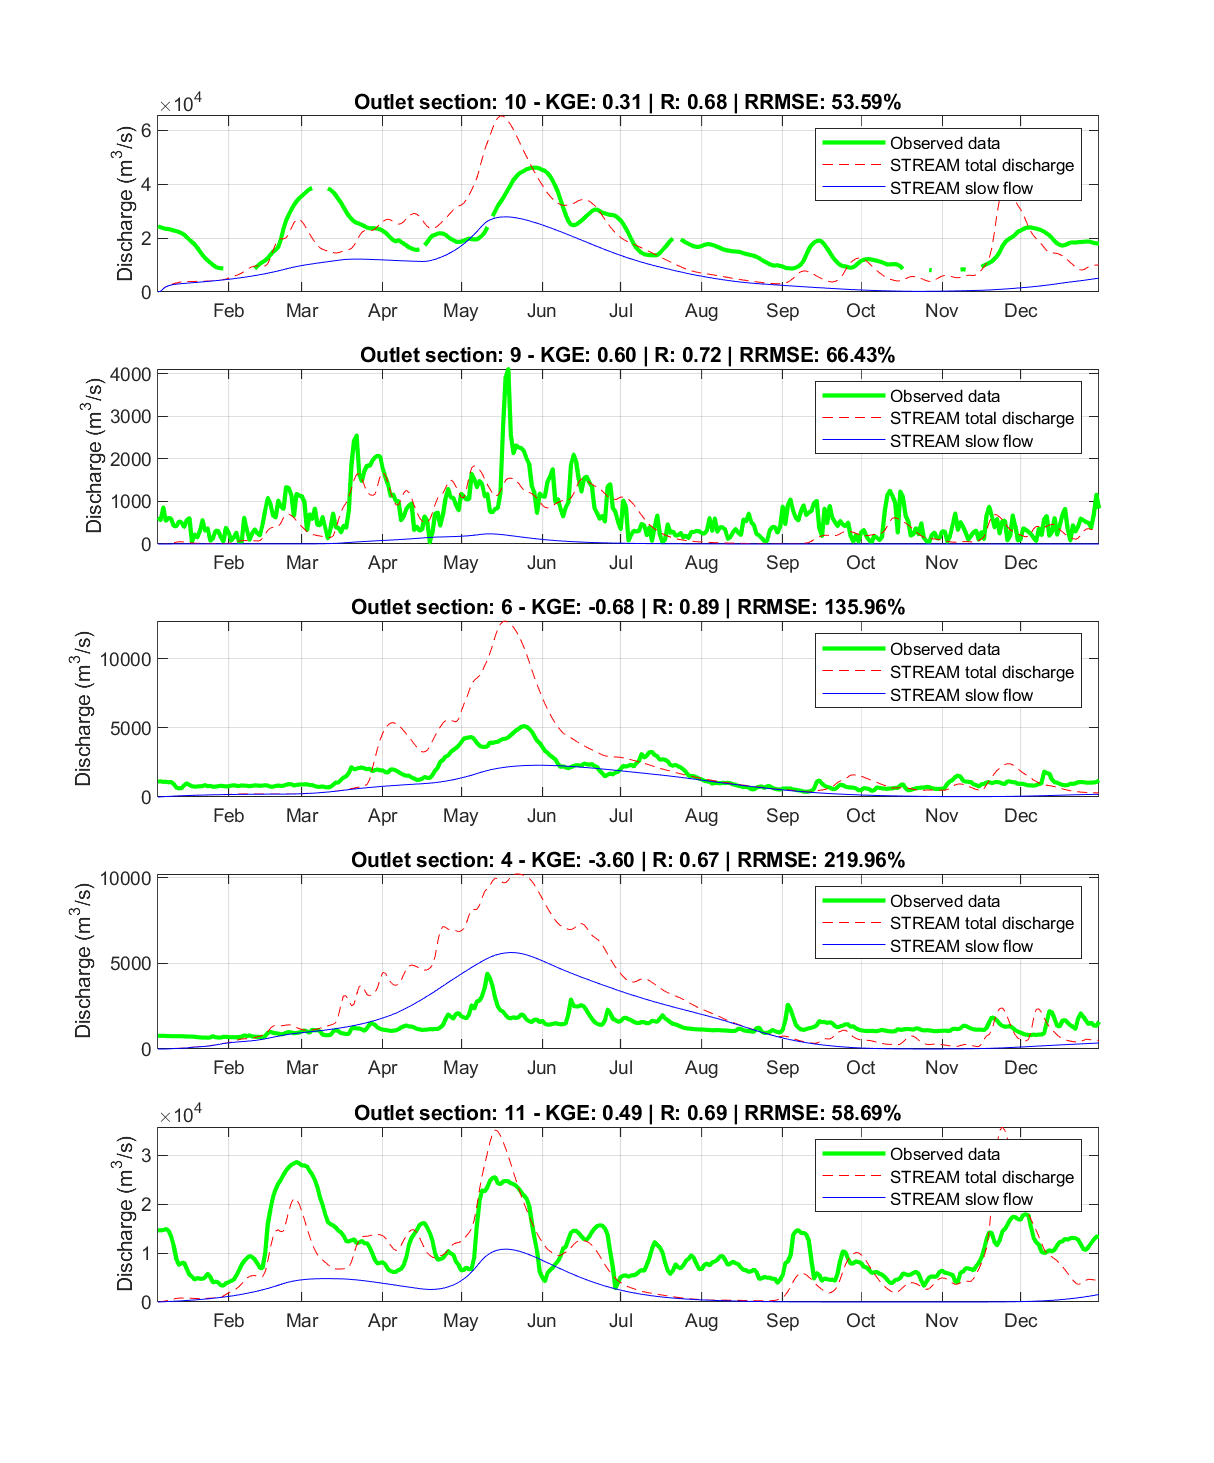 ×10⁴
Outlet section: 10 - KGE: 0.31 | R: 0.68 | RRMSE: 53.59%
Discharge (m³/s)
6
4
2
0
Observed data
STREAM total discharge
STREAM slow flow
Feb Mar Apr May Jun Jul Aug Sep Oct Nov Dec
Outlet section: 9 - KGE: 0.60 | R: 0.72 | RRMSE: 66.43%
Discharge (m³/s)
4000
3000
2000
1000
0
Observed data
STREAM total discharge
STREAM slow flow
Feb Mar Apr May Jun Jul Aug Sep Oct Nov Dec
Outlet section: 6 - KGE: -0.68 | R: 0.89 | RRMSE: 135.96%
Discharge (m³/s)
10000
5000
0
Observed data
STREAM total discharge
STREAM slow flow
Feb Mar Apr May Jun Jul Aug Sep Oct Nov Dec
Outlet section: 4 - KGE: -3.60 | R: 0.67 | RRMSE: 219.96%
Discharge (m³/s)
10000
5000
0
Observed data
STREAM total discharge
STREAM slow flow
Feb Mar Apr May Jun Jul Aug Sep Oct Nov Dec
×10⁴
Outlet section: 11 - KGE: 0.49 | R: 0.69 | RRMSE: 58.69%
Discharge (m³/s)
3
2
1
0
Observed data
STREAM total discharge
STREAM slow flow
Feb Mar Apr May Jun Jul Aug Sep Oct Nov Dec